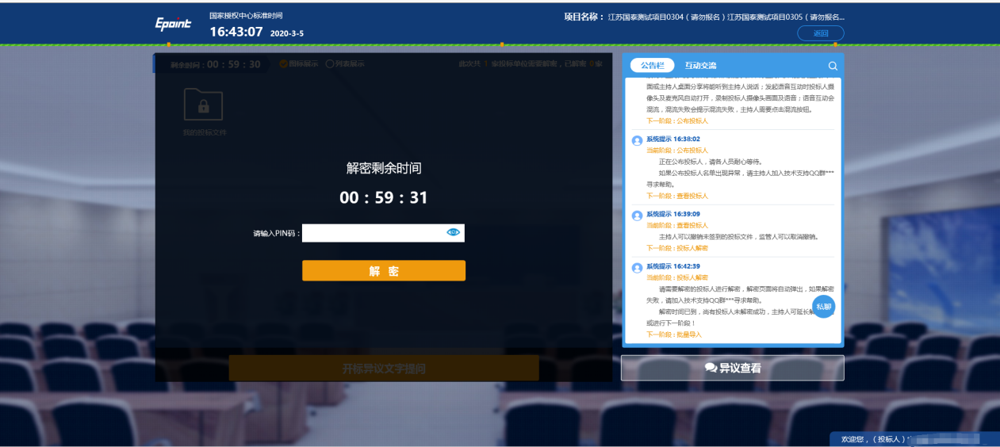 Epoint
国家授权中心标准时间
16:43:07 2020-3-5
项目名称： 江苏国泰测试项目0304（请勿报名）江苏国泰测试项目0305（请勿报名...
返回
剩余时间：00：59：30 图标展示 列表展示 此次共 1 家投标单位需要解密，已解密 0家
我的投标文件
解密剩余时间
00：59：31
请输入PIN码：
解 密
开标异议文字提问
公告栏 互动交流
面或主持人桌面分享将能听到主持人说话；发起语音互动时投标人摄
像头及麦克风自动打开，录制投标人摄像头画面及语音；语音互动会
混流，混流失败会提示混流失败，主持人需要点击混流按钮。
下一阶段：公布投标人
系统提示 16:38:02
当前阶段：公布投标人
正在公布投标人，请各人员耐心等待。
如果公布投标人名单出现异常，请主持人加入技术支持QQ群***
寻求帮助。
下一阶段：查看投标人
系统提示 16:39:09
当前阶段：查看投标人
主持人可以撤销未签到的投标文件，监管人可以取消撤销。
下一阶段：投标人解密
系统提示 16:42:39
当前阶段：投标人解密
请需要解密的投标人进行解密，解密页面将自动弹出，如果解密
失败，请加入技术支持QQ群***寻求帮助。
解密时间已到，尚有投标人未解密成功，主持人可延长解
或进行下一阶段！
下一阶段：批量导入
私聊
异议查看
欢迎您，（投标人）